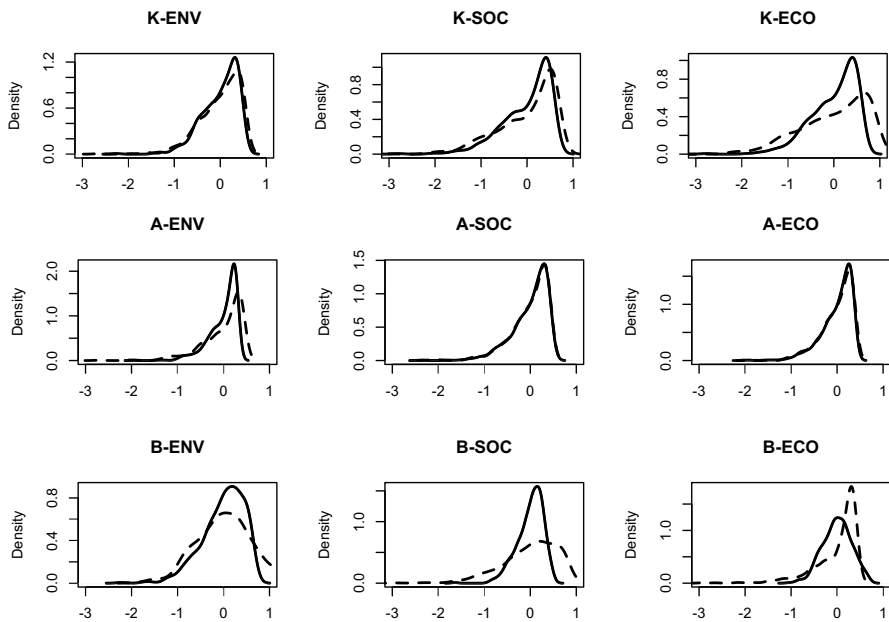 K-ENV K-SOC K-ECO
Density 0.0 0.6 1.2 -3 -2 -1 0 1
Density 0.0 0.4 0.8 -3 -2 -1 0 1
Density 0.0 0.4 0.8 -3 -2 -1 0 1
A-ENV A-SOC A-ECO
Density 0.0 1.0 2.0 -3 -2 -1 0 1
Density 0.0 0.5 1.0 1.5 -3 -2 -1 0 1
Density 0.0 1.0 -3 -2 -1 0 1
B-ENV B-SOC B-ECO
Density 0.0 0.4 0.8 -3 -2 -1 0 1
Density 0.0 1.0 -3 -2 -1 0 1
Density 0.0 1.0 -3 -2 -1 0 1